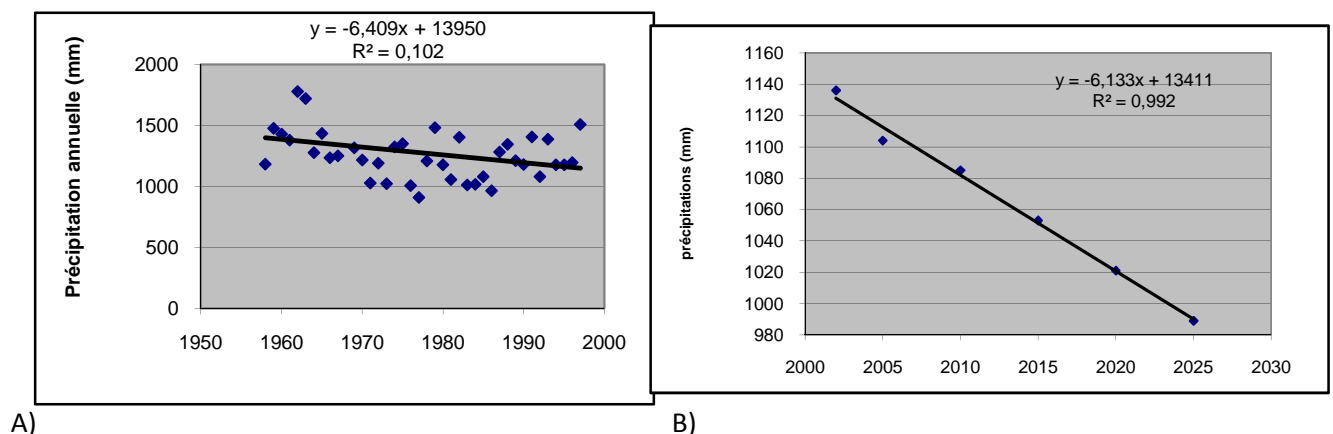 y = -6,409x + 13950
R² = 0,102
Précipitation annuelle (mm)
2000
1500
1000
500
0
1950 1960 1970 1980 1990 2000
A)
y = -6,133x + 13411
R² = 0,992
précipitations (mm)
1160
1140
1120
1100
1080
1060
1040
1020
1000
980
2000 2005 2010 2015 2020 2025 2030
B)